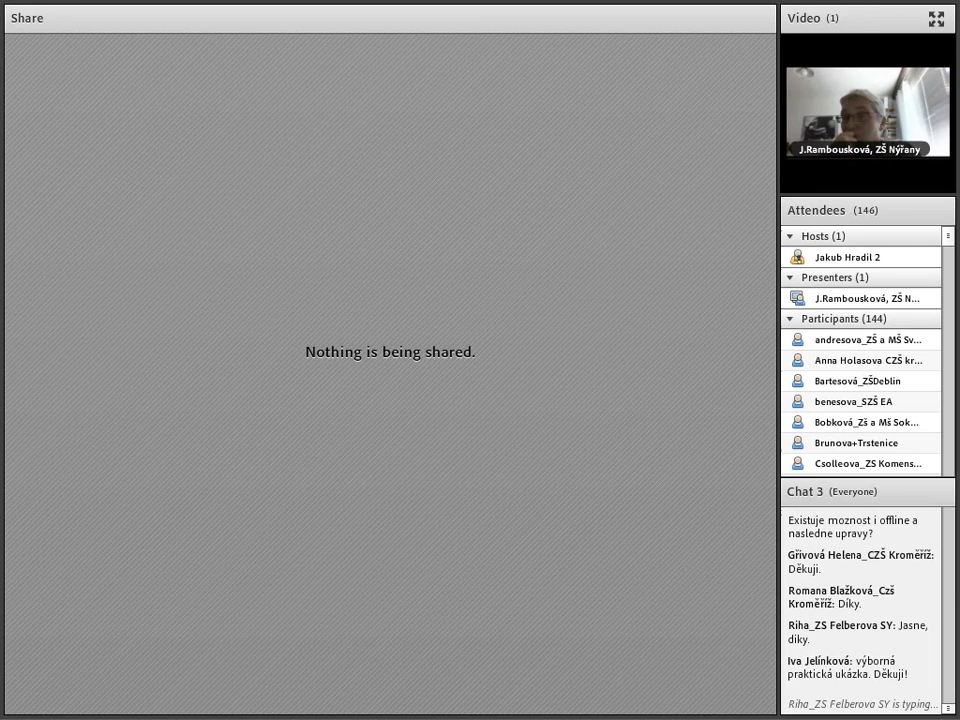 Share
Nothing is being shared.
Video (1)
J.Rambousková, ZŠ Nýřany
Attendees (146)
Hosts (1)
Jakub Hradil 2
Presenters (1)
J.Rambousková, ZŠ N...
Participants (144)
andresova_ZŠ a MŠ Sv...
Anna Holasova CZŠ kr...
Bartesová_ZŠDeblin
benesova_SZŠ EA
Bobková_Zš a Mš Sok...
Brunova+Trstenice
Csolleova_ZS Komens...
Chat 3 (Everyone)
Existuje moznost i offline a
nasledne upravy?
Gřivová Helena_CZŠ Kroměříž:
Děkuji.
Romana Blažková_Czš
Kroměříž: Díky.
Riha_ZS Felberova SY: Jasne,
diky.
Iva Jelínková: výborná
praktická ukázka. Děkuji!
Riha_ZS Felberova SY is typing...